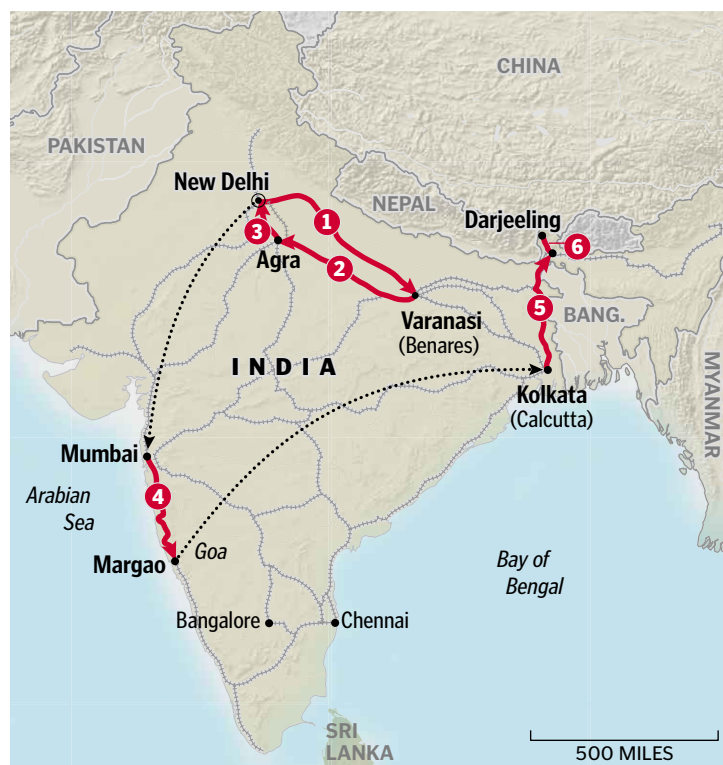 CHINA
PAKISTAN
New Delhi
NEPAL
1
Darjeeling
3
6
Agra
2
5
BANG.
Varanasi
(Benares)
INDIA
Kolkata
(Calcutta)
MYANMAR
Mumbai
4
Arabian
Sea
Goa
Margao
Bay of
Bengal
Bangalore
Chennai
SRI
LANKA
500 MILES